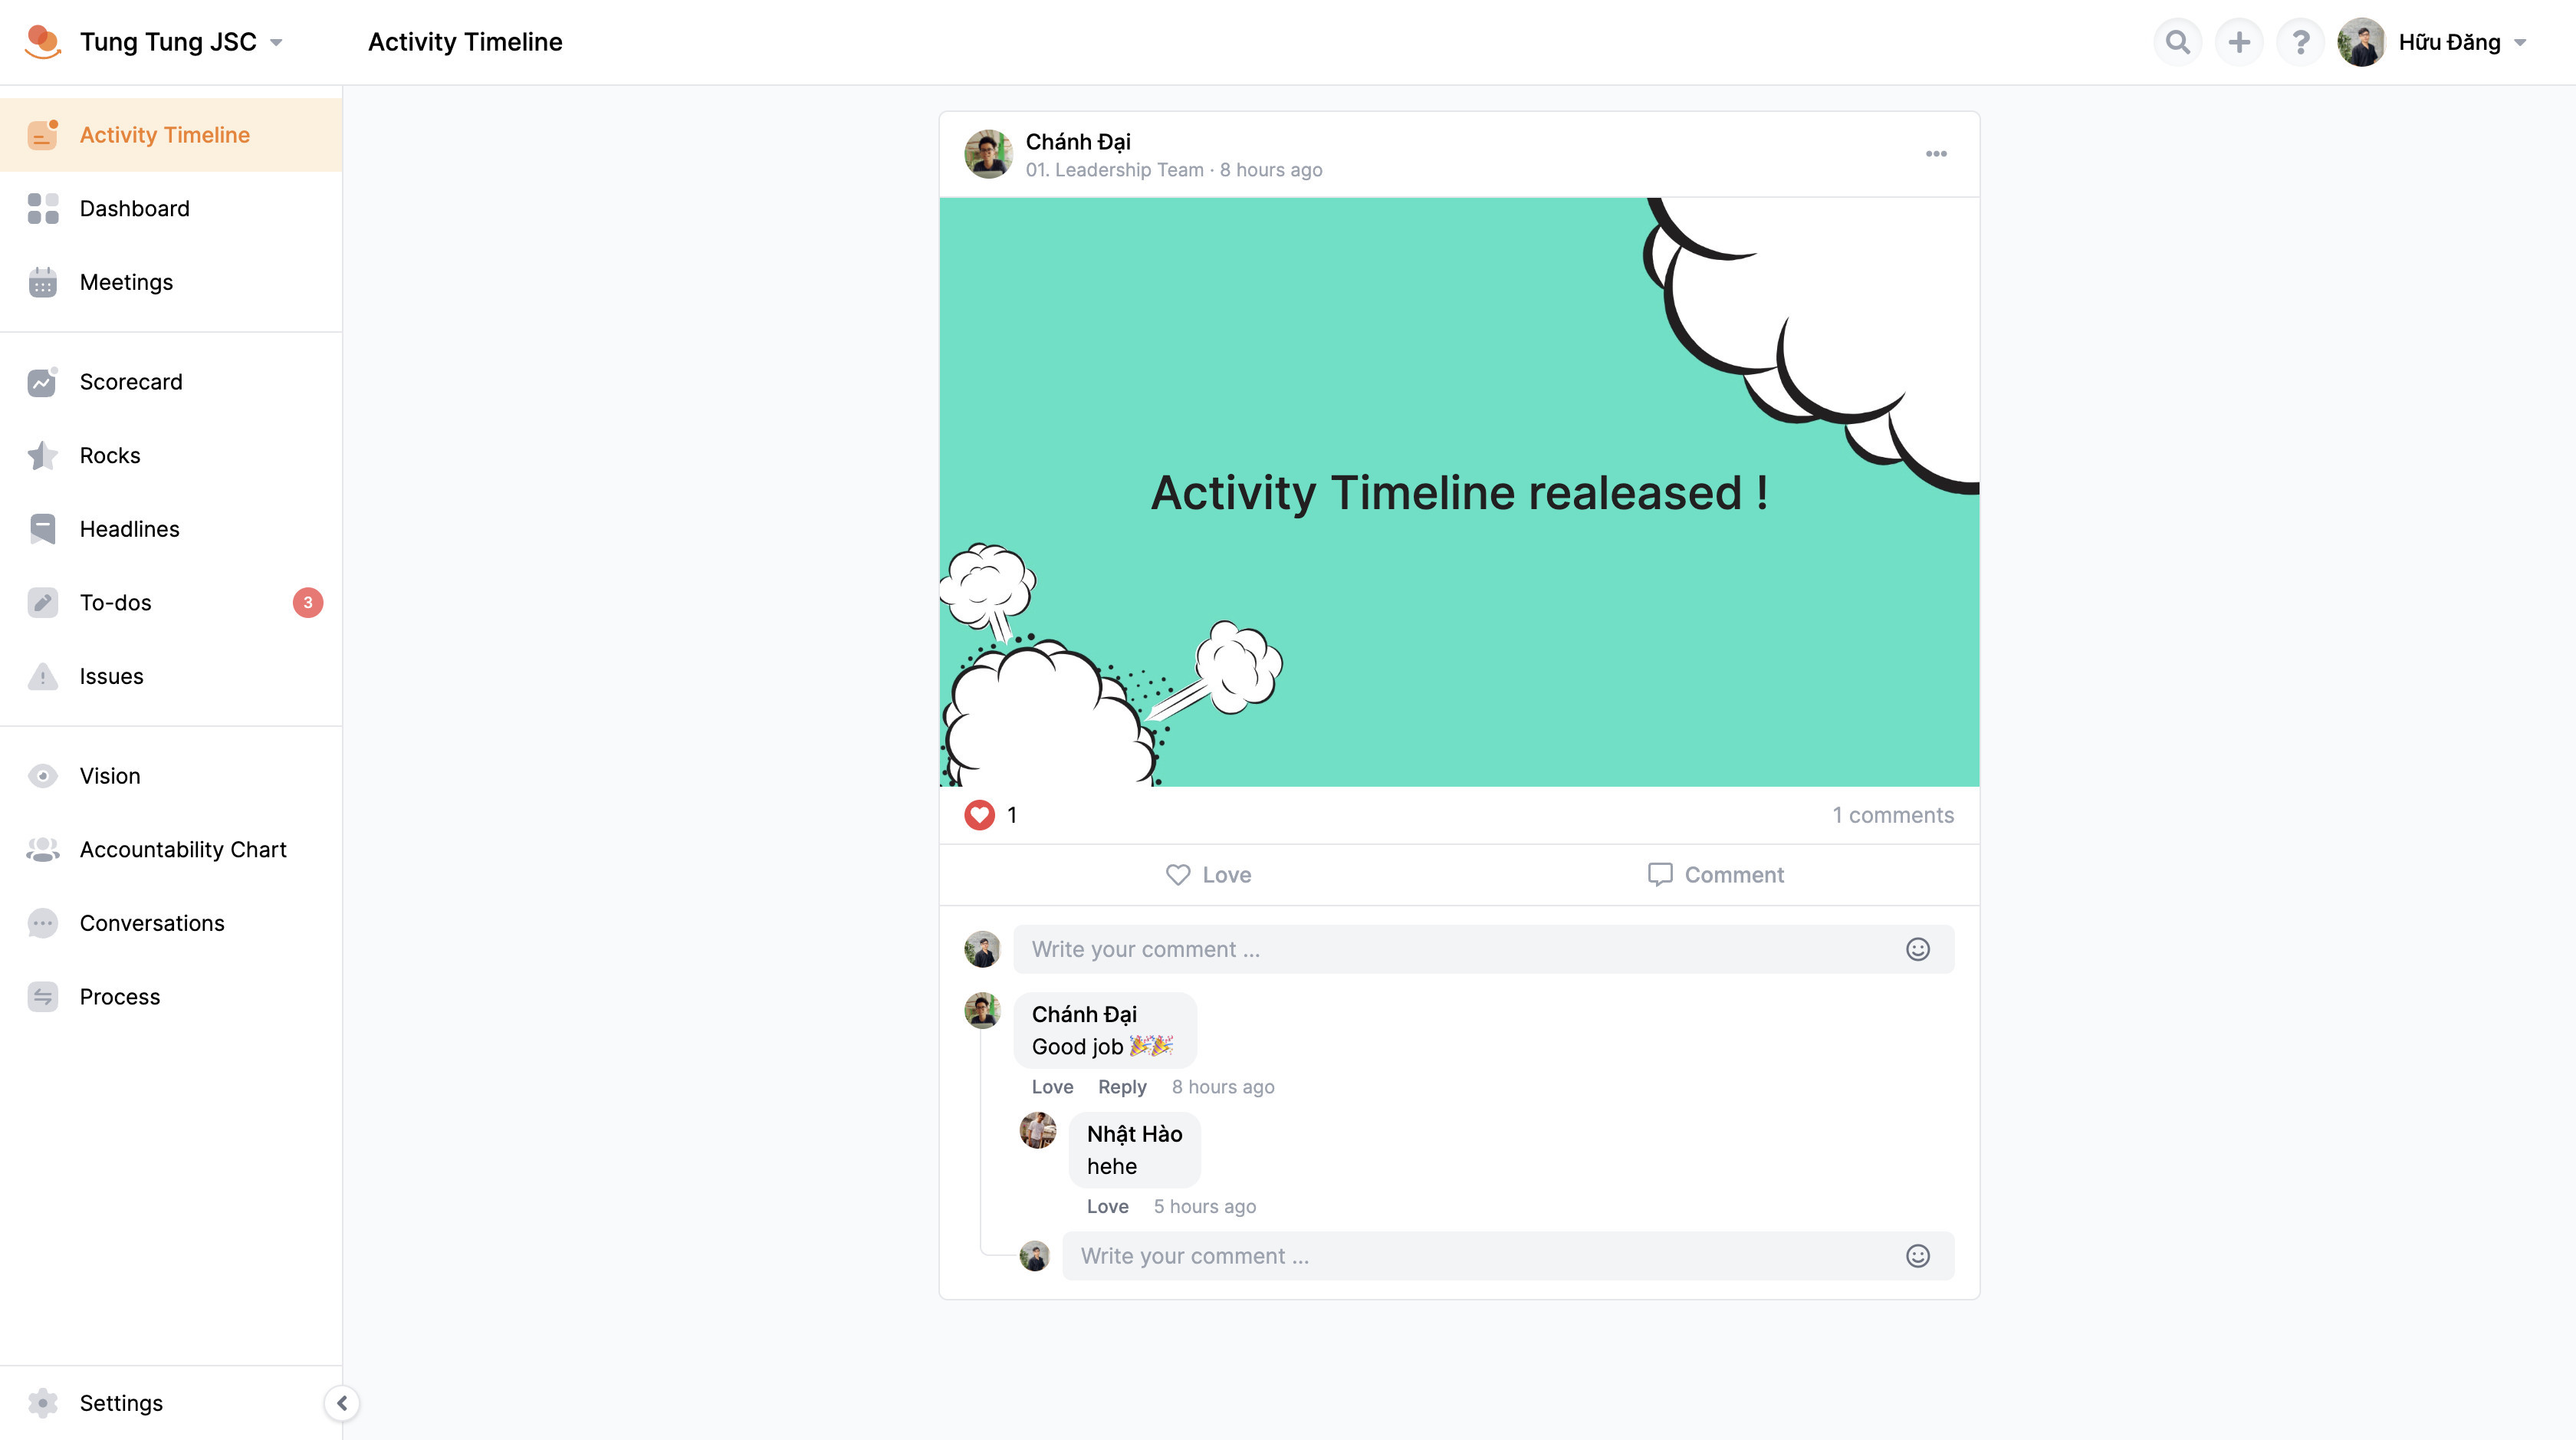 Tung Tung JSC
Activity Timeline
Hữu Đăng
Activity Timeline
Dashboard
Meetings
Scorecard
Rocks
Headlines
To-dos
3
Issues
Vision
Accountability Chart
Conversations
Process
Settings
Chánh Đại
01. Leadership Team · 8 hours ago
Activity Timeline realeased !
1
1 comments
Love
Comment
Write your comment ...
Chánh Đại
Good job 🎉🎉
Love Reply 8 hours ago
Nhật Hào
hehe
Love 5 hours ago
Write your comment ...